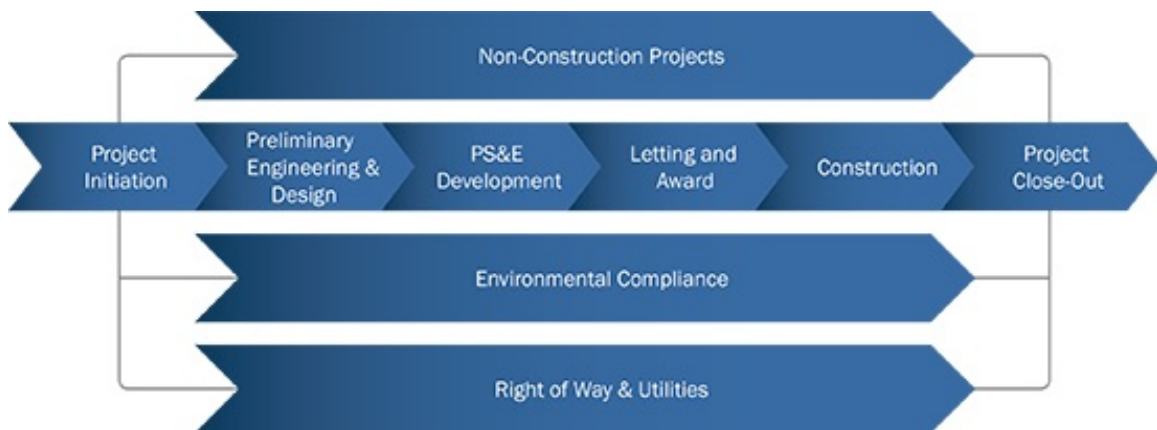 Non-Construction Projects
Project
Initiation
Preliminary
Engineering &
Design
PS&E
Development
Letting and
Award
Construction
Project
Close-Out
Environmental Compliance
Right of Way & Utilities